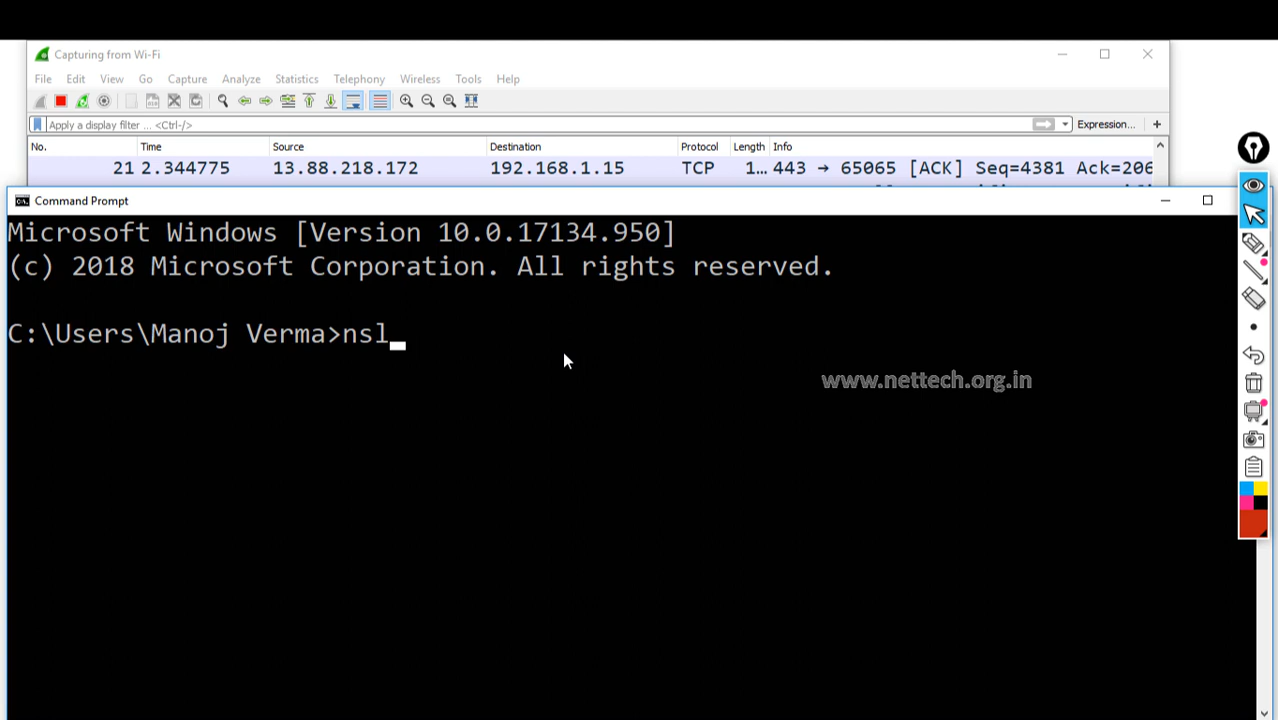 Capturing from Wi-Fi
File Edit View Go Capture Analyze Statistics Telephony Wireless Tools Help
Apply a display filter ... <Ctrl-/> Expression... +
No. Time Source Destination Protocol Length Info
21 2.344775 13.88.218.172 192.168.1.15 TCP 1... 443 → 65065 [ACK] Seq=4381 Ack=206
Command Prompt
Microsoft Windows [Version 10.0.17134.950]
(c) 2018 Microsoft Corporation. All rights reserved.
C:\Users\Manoj Verma>nsl
www.nettech.org.in